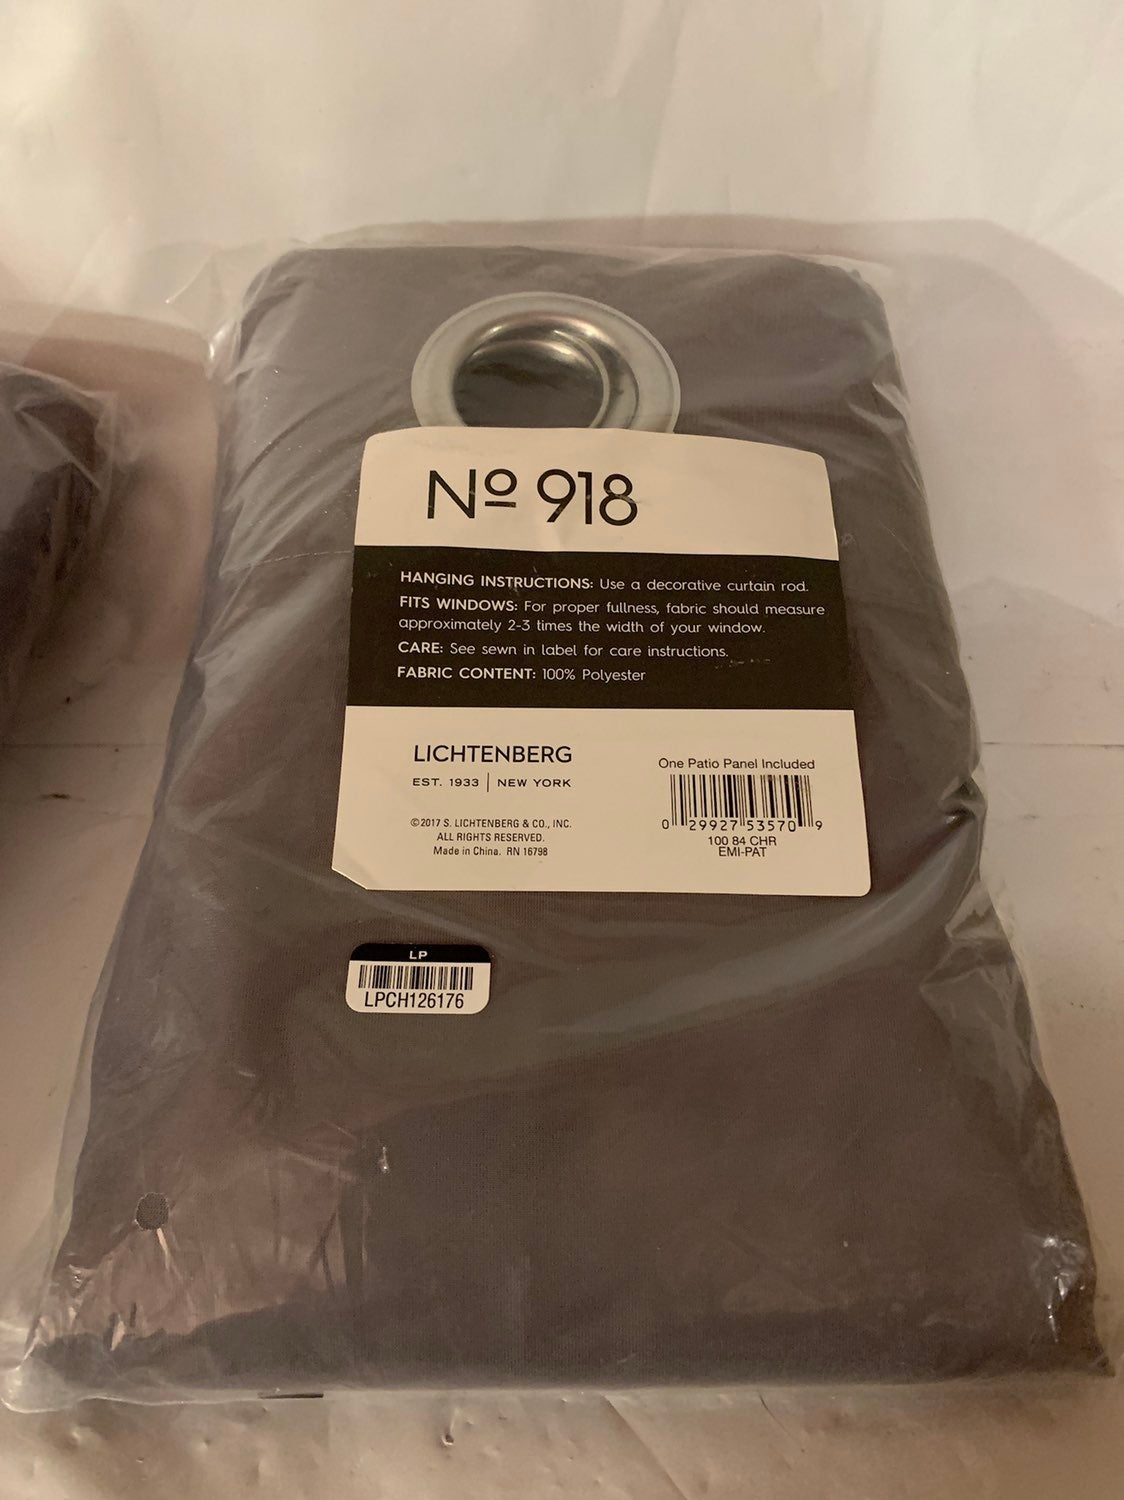 Nº 918
HANGING INSTRUCTIONS: Use a decorative curtain rod.
FITS WINDOWS: For proper fullness, fabric should measure
approximately 2-3 times the width of your window.
CARE: See sewn in label for care instructions.
FABRIC CONTENT: 100% Polyester
LICHTENBERG
EST. 1933 | NEW YORK
©2017 S. LICHTENBERG & CO., INC.
ALL RIGHTS RESERVED.
Made in China. RN 16798
One Patio Panel Included
0 29927 53570 9
100 84 CHR
EMI-PAT
LP
LPCH126176